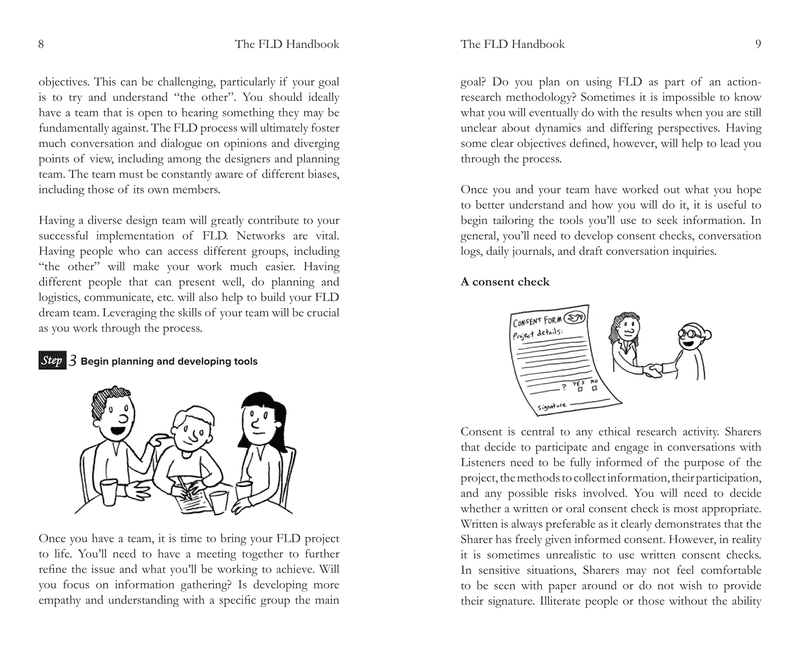 8
The FLD Handbook
objectives. This can be challenging, particularly if your goal
is to try and understand “the other”. You should ideally
have a team that is open to hearing something they may be
fundamentally against. The FLD process will ultimately foster
much conversation and dialogue on opinions and diverging
points of view, including among the designers and planning
team. The team must be constantly aware of different biases,
including those of its own members.
Having a diverse design team will greatly contribute to your
successful implementation of FLD. Networks are vital.
Having people who can access different groups, including
“the other” will make your work much easier. Having
different people that can present well, do planning and
logistics, communicate, etc. will also help to build your FLD
dream team. Leveraging the skills of your team will be crucial
as you work through the process.
Step 3 Begin planning and developing tools
Once you have a team, it is time to bring your FLD project
to life. You’ll need to have a meeting together to further
refine the issue and what you’ll be working to achieve. Will
you focus on information gathering? Is developing more
empathy and understanding with a specific group the main
The FLD Handbook
9
goal? Do you plan on using FLD as part of an action-
research methodology? Sometimes it is impossible to know
what you will eventually do with the results when you are still
unclear about dynamics and differing perspectives. Having
some clear objectives defined, however, will help to lead you
through the process.
Once you and your team have worked out what you hope
to better understand and how you will do it, it is useful to
begin tailoring the tools you’ll use to seek information. In
general, you’ll need to develop consent checks, conversation
logs, daily journals, and draft conversation inquiries.
A consent check
CONSENT FORM
Project details:
? YES NO
Signature
Consent is central to any ethical research activity. Sharers
that decide to participate and engage in conversations with
Listeners need to be fully informed of the purpose of the
project, the methods to collect information, their participation,
and any possible risks involved. You will need to decide
whether a written or oral consent check is most appropriate.
Written is always preferable as it clearly demonstrates that the
Sharer has freely given informed consent. However, in reality
it is sometimes unrealistic to use written consent checks.
In sensitive situations, Sharers may not feel comfortable
to be seen with paper around or do not wish to provide
their signature. Illiterate people or those without the ability